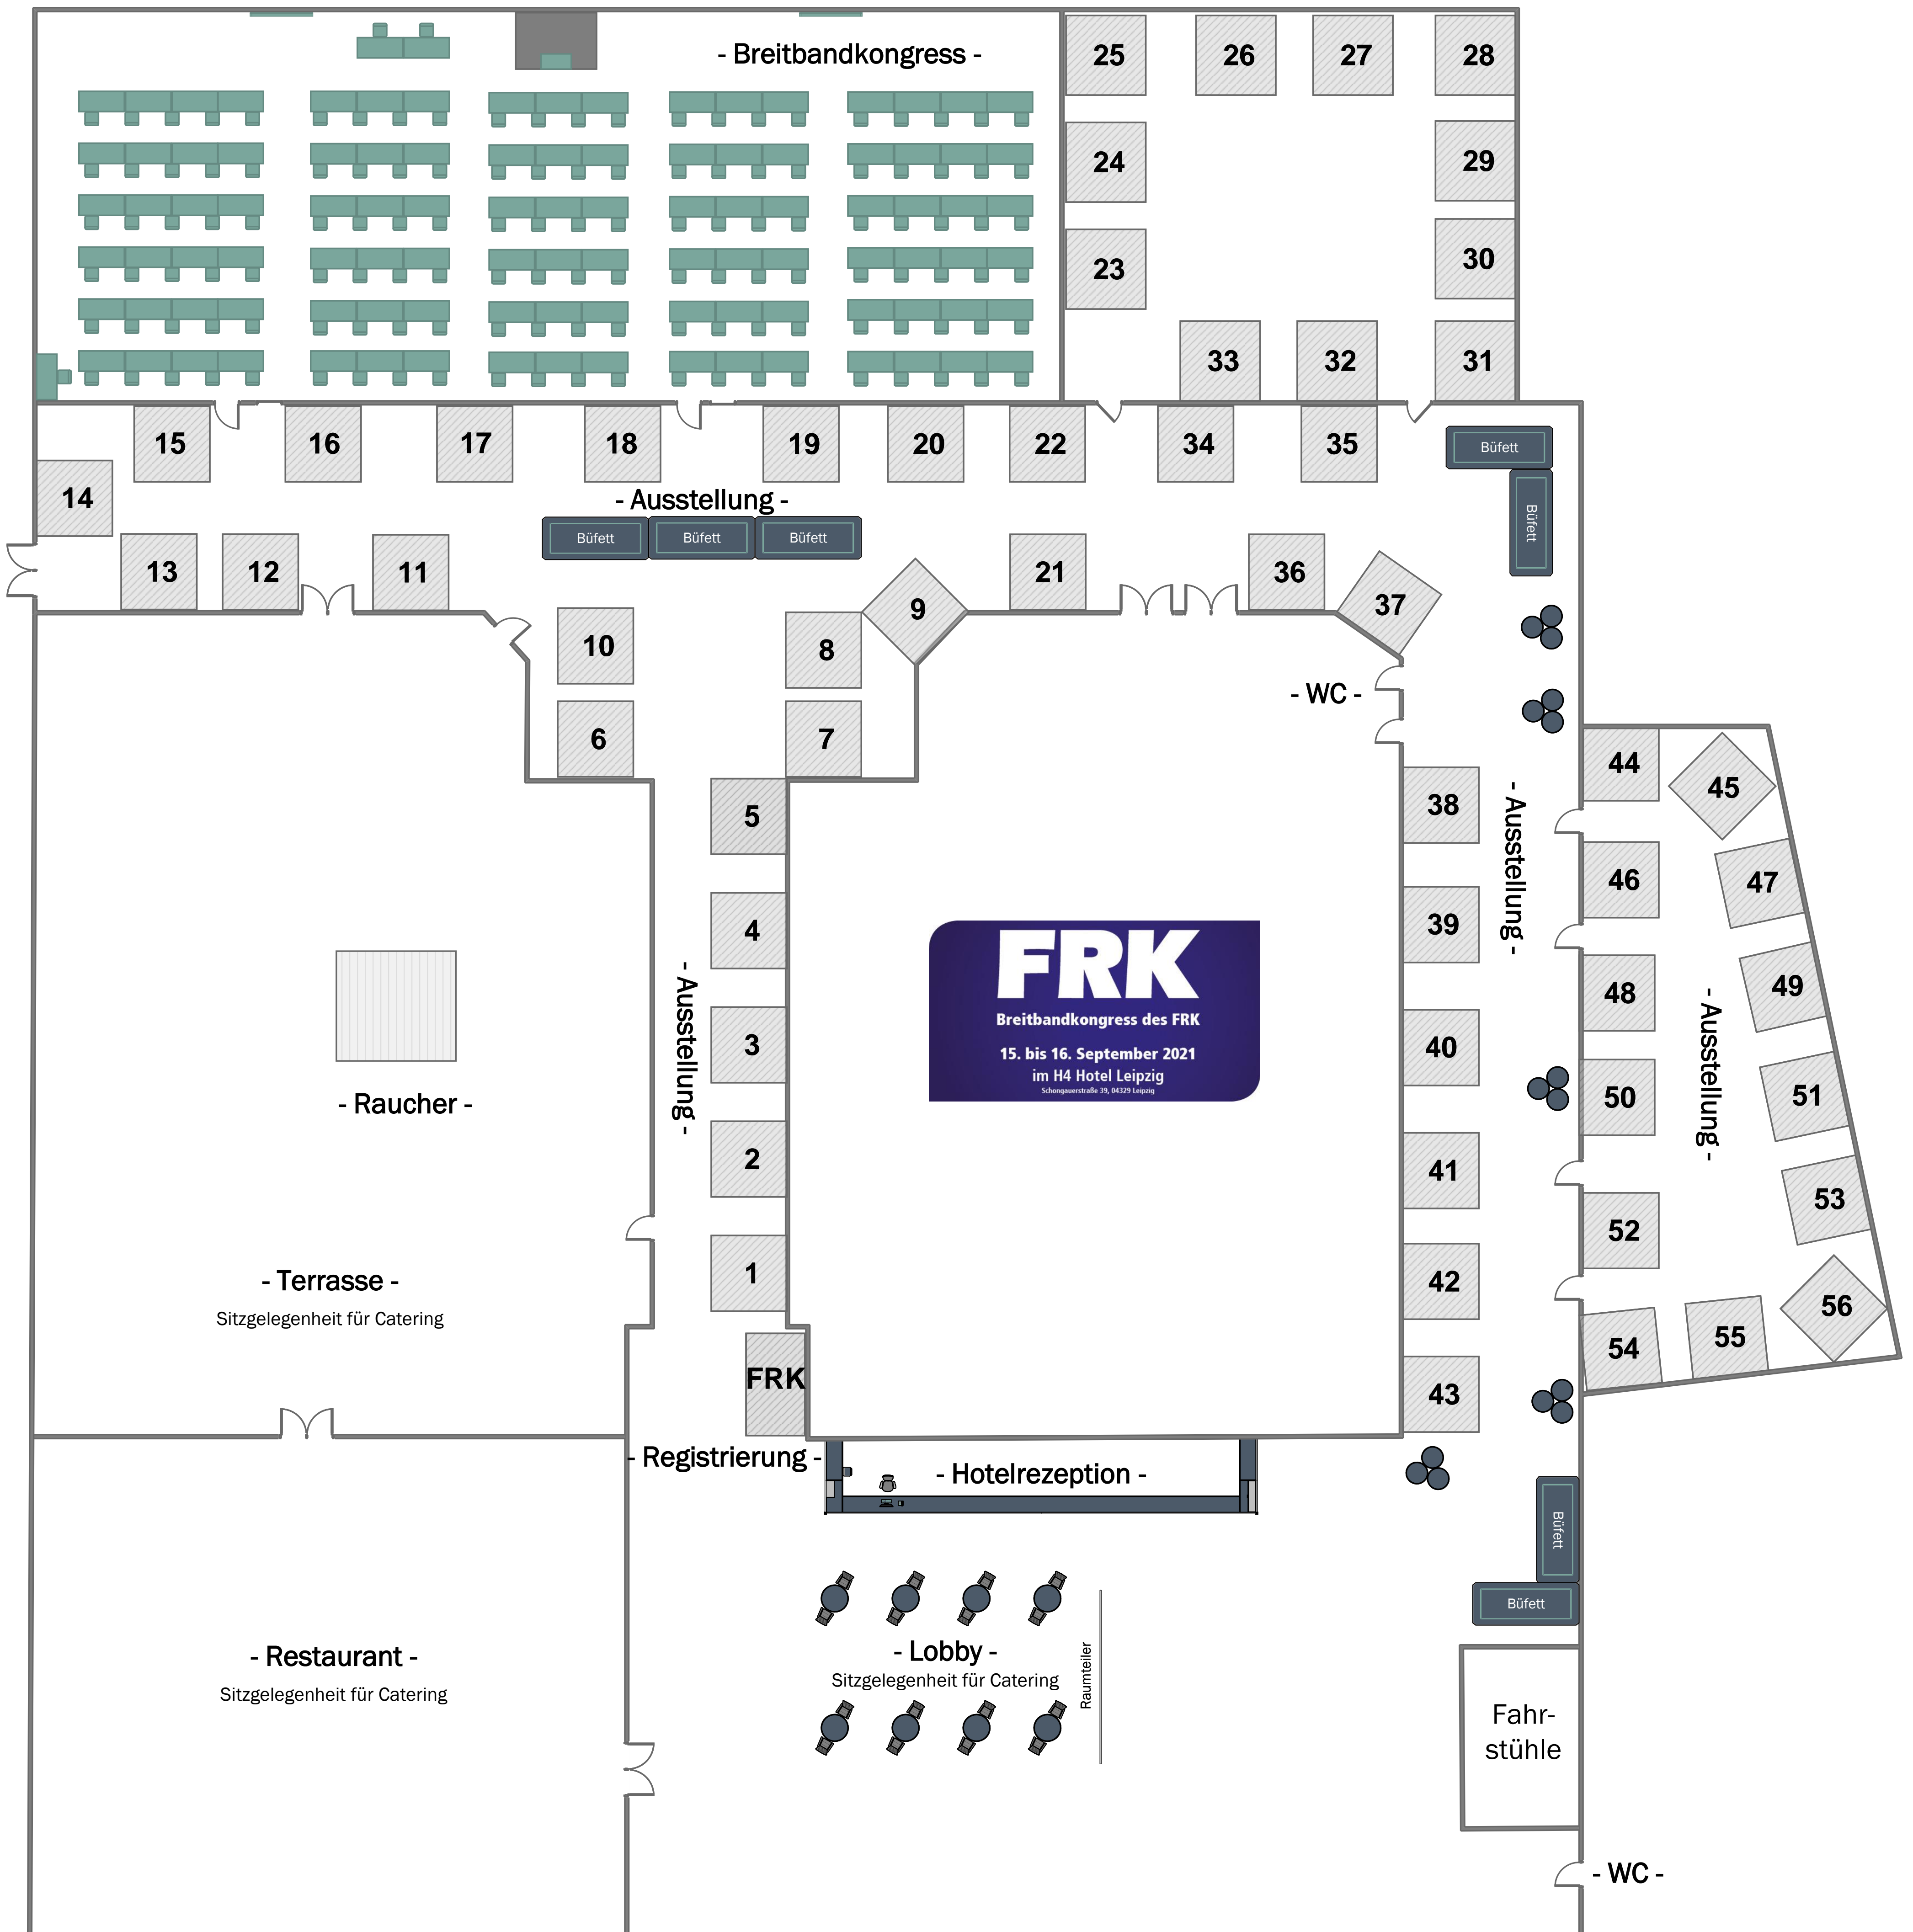 - Breitbandkongress -
25
26
27
28
24
29
23
30
33
32
31
15
16
17
18
19
20
22
34
35
Büfett
14
- Ausstellung -
Büfett
Büfett
Büfett
Büfett
13
12
11
21
36
9
37
10
8
- WC -
6
7
44
45
5
38
- Ausstellung -
46
47
4
39
FRK
Breitbandkongress des FRK
15. bis 16. September 2021
im H4 Hotel Leipzig
Schongauerstraße 39, 04329 Leipzig
48
49
- Ausstellung -
3
40
- Ausstellung -
50
51
- Raucher -
2
41
53
52
1
42
- Terrasse -
Sitzgelegenheit für Catering
56
55
54
FRK
43
- Registrierung -
- Hotelrezeption -
Büfett
Büfett
- Lobby -
Sitzgelegenheit für Catering
Raumteiler
- Restaurant -
Sitzgelegenheit für Catering
Fahr-
stühle
- WC -